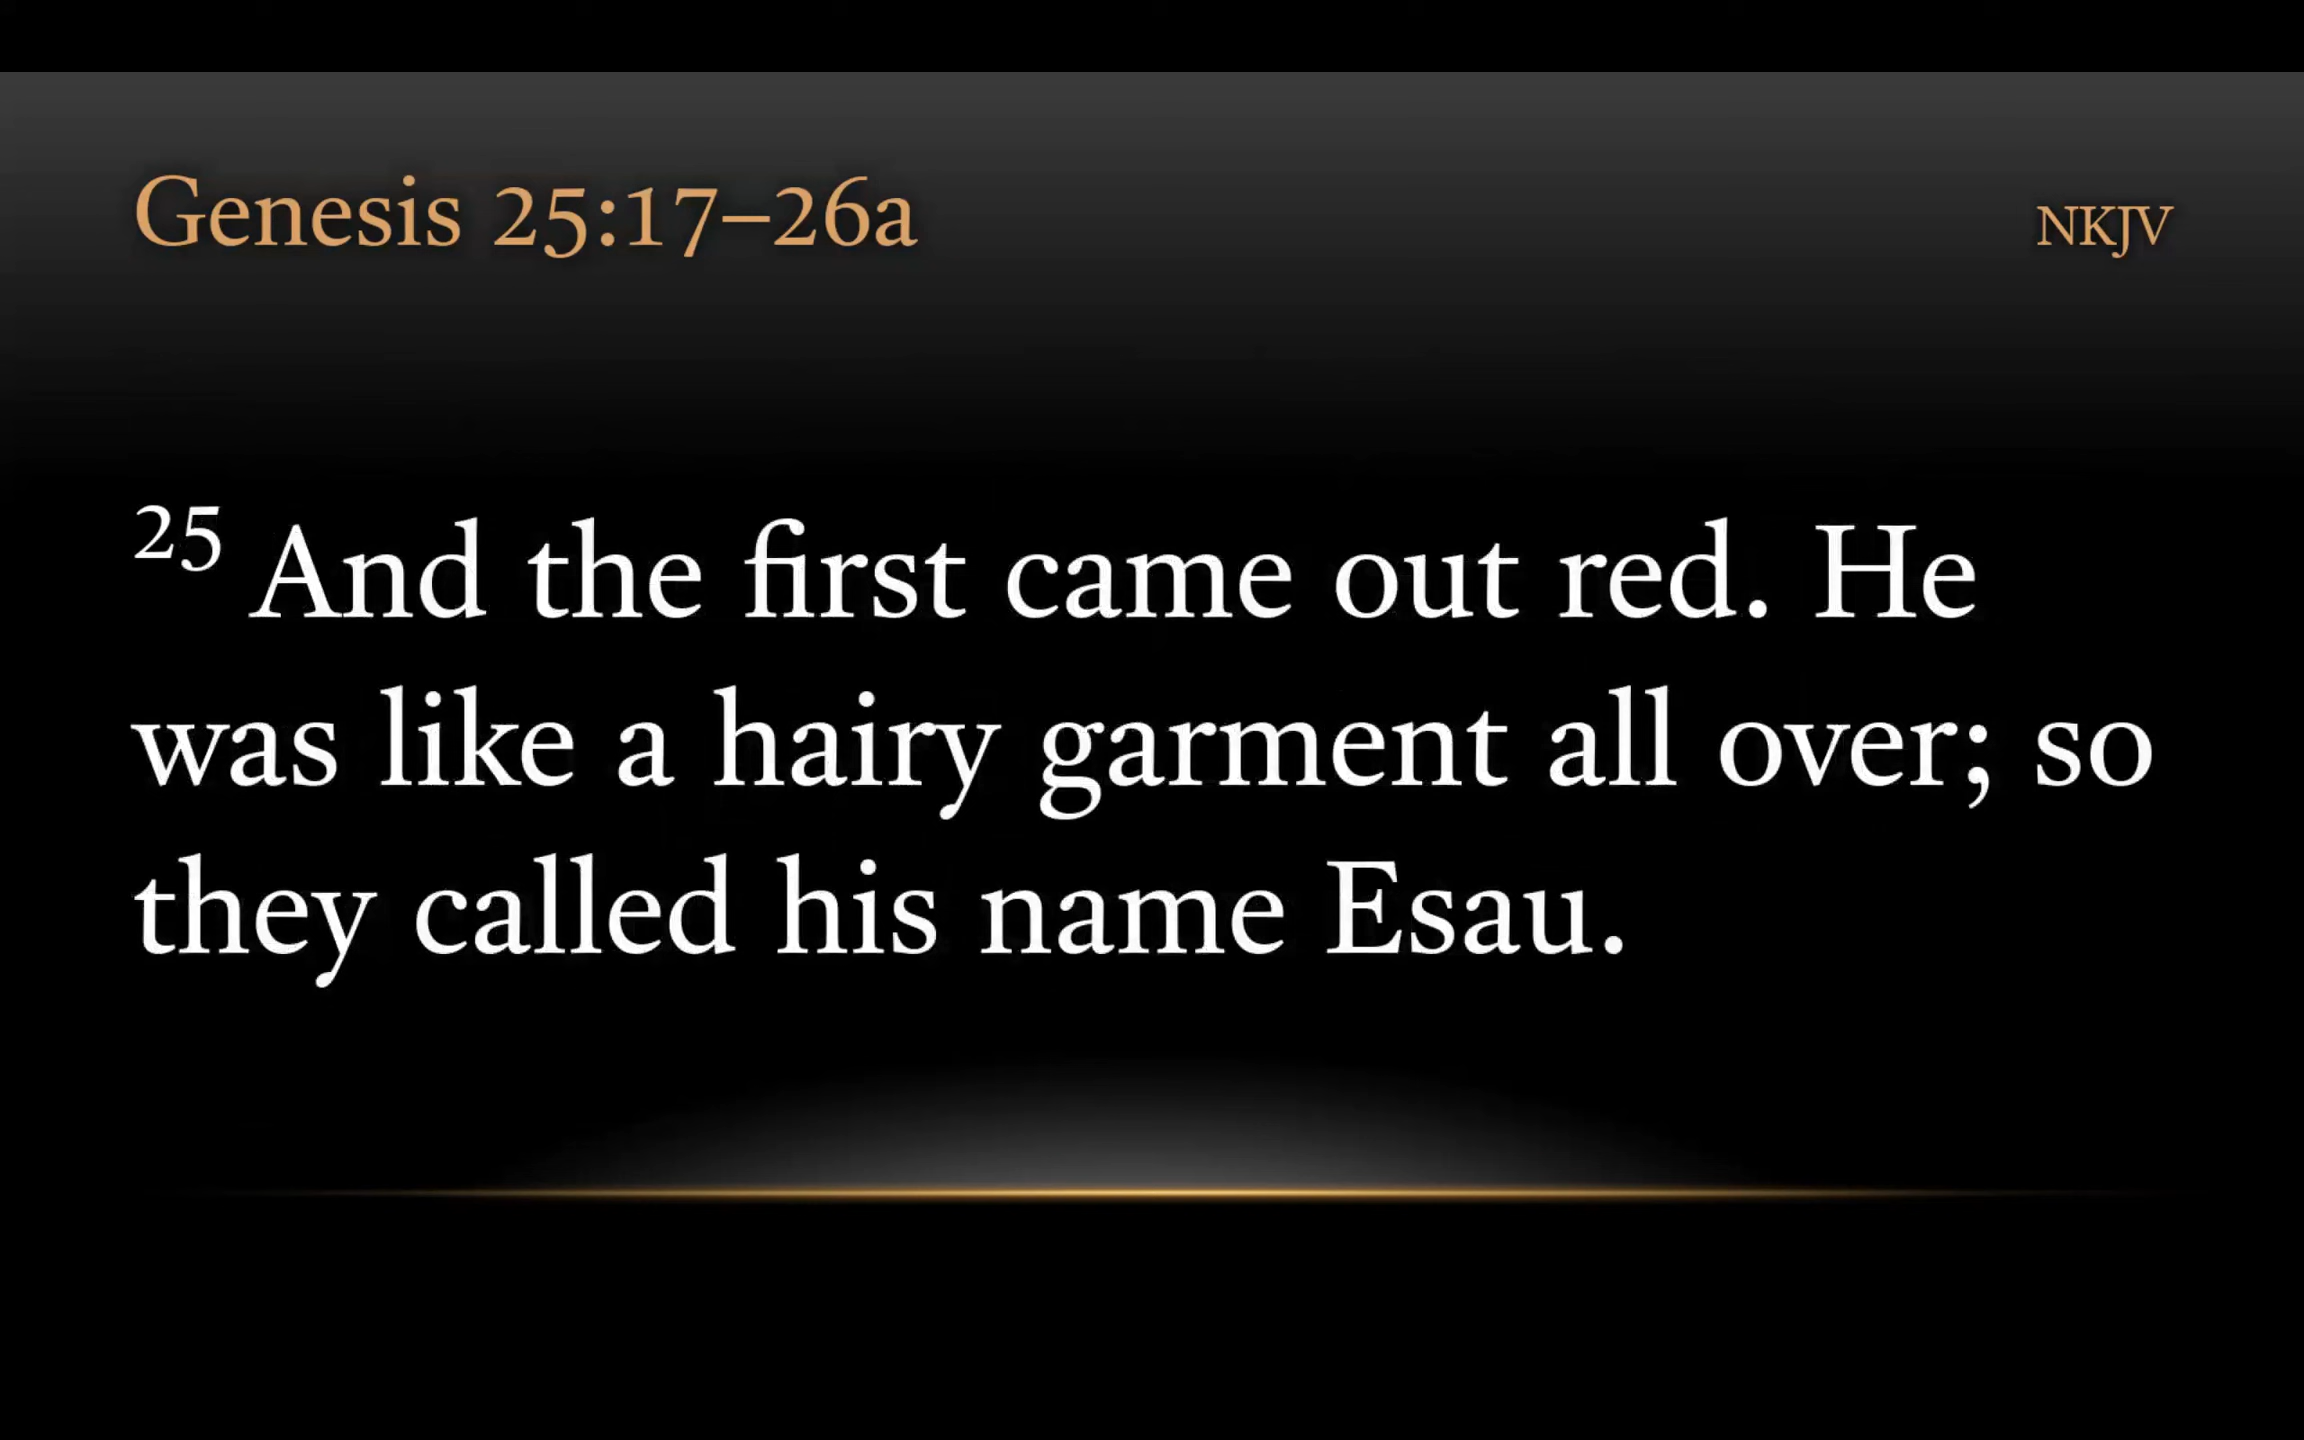 Genesis 25:17–26a
NKJV
25 And the first came out red. He
was like a hairy garment all over; so
they called his name Esau.